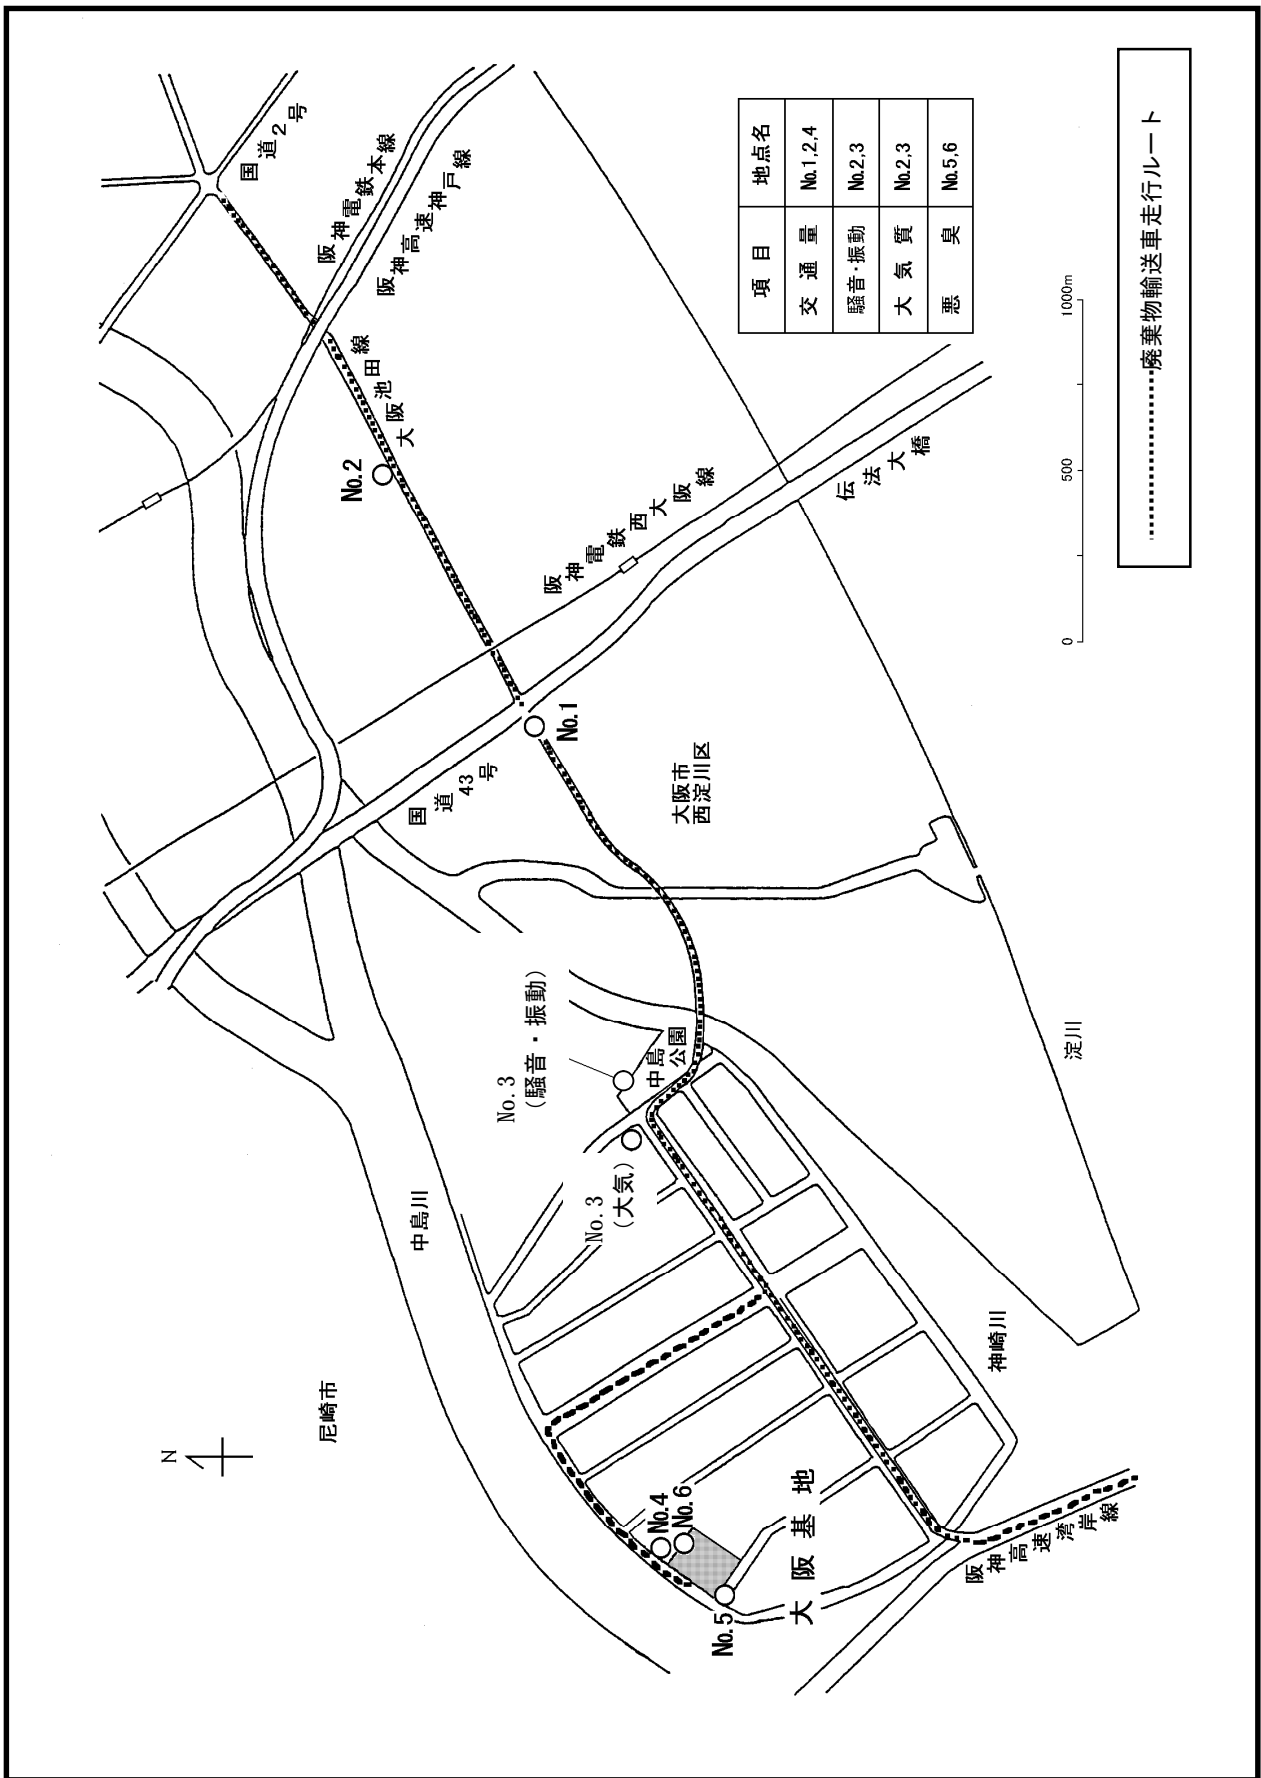 国道2号
阪神電鉄本線
阪神高速神戸線
大阪池田線
No.2
阪神電鉄西大阪線
伝法大橋
No.1
国道43号
大阪市
西淀川区
No.3
（騒音・振動）
中島
公園
No.3
（大気）
淀川
中島川
神崎川
尼崎市
N
No.4
No.6
No.5
大阪基地
阪神高速湾岸線
項目 地点名
交通量 No.1,2,4
騒音・振動 No.2,3
大気質 No.2,3
悪臭 No.5,6
0 500 1000m
廃棄物輸送車走行ルート